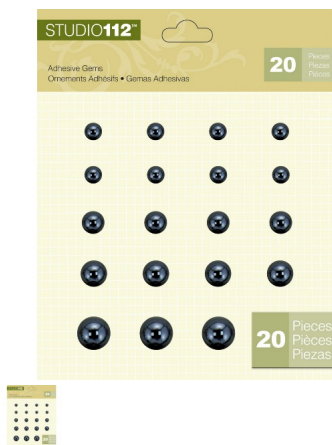 STUDIO112™
Adhesive Gems
Ornements Adhésifs • Gemas Adhesivas
20 Pieces
Piezas
Pièces
20 Pieces
Pièces
Piezas